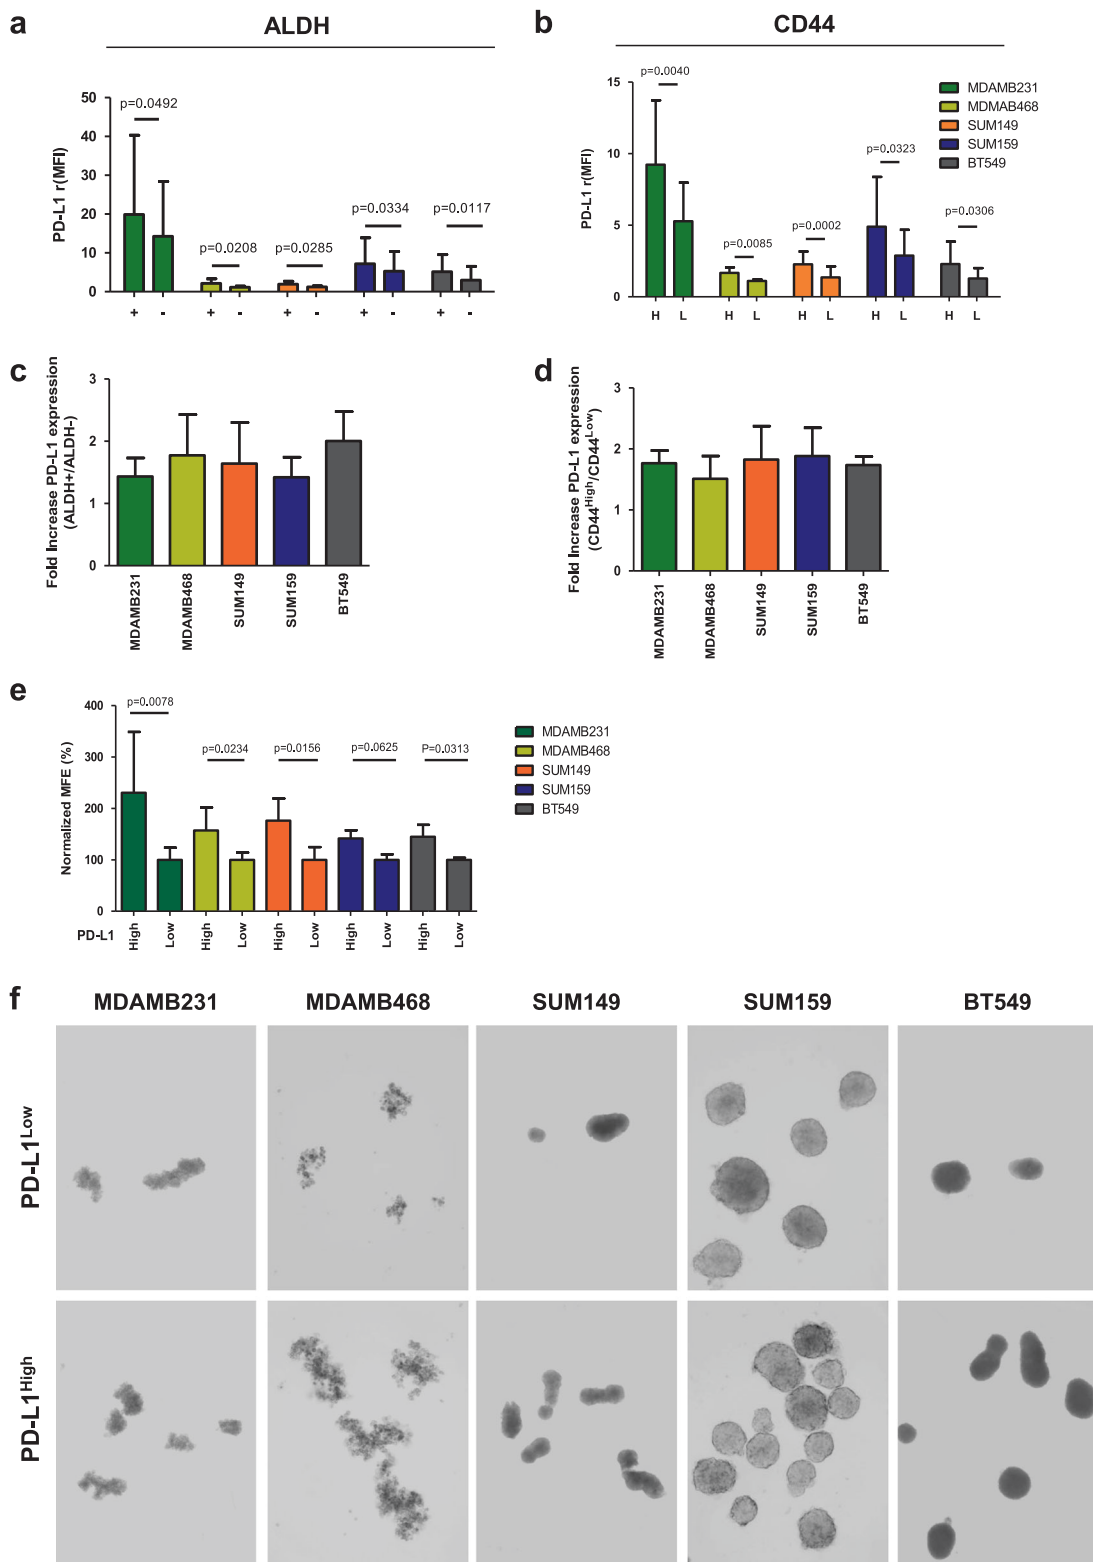 a
ALDH
PD-L1 r(MFI)
50
40
30
20
10
0
p=0.0492
p=0.0208
p=0.0285
p=0.0334
p=0.0117
+ - + - + - + - + -
b
CD44
PD-L1 r(MFI)
15
10
5
0
p=0.0040
p=0.0085
p=0.0002
p=0.0323
p=0.0306
H L H L H L H L H L
MDAMB231
MDMAB468
SUM149
SUM159
BT549
c
Fold Increase PD-L1 expression
(ALDH+/ALDH-)
3
2
1
0
MDAMB231
MDAMB468
SUM149
SUM159
BT549
d
Fold Increase PD-L1 expression
(CD44High/CD44Low)
3
2
1
0
MDAMB231
MDAMB468
SUM149
SUM159
BT549
e
Normalized MFE (%)
400
300
200
100
0
p=0.0078
p=0.0234
p=0.0156
p=0.0625
P=0.0313
PD-L1 High Low High Low High Low High Low High Low
MDAMB231
MDAMB468
SUM149
SUM159
BT549
f
MDAMB231 MDAMB468 SUM149 SUM159 BT549
PD-L1Low
PD-L1High